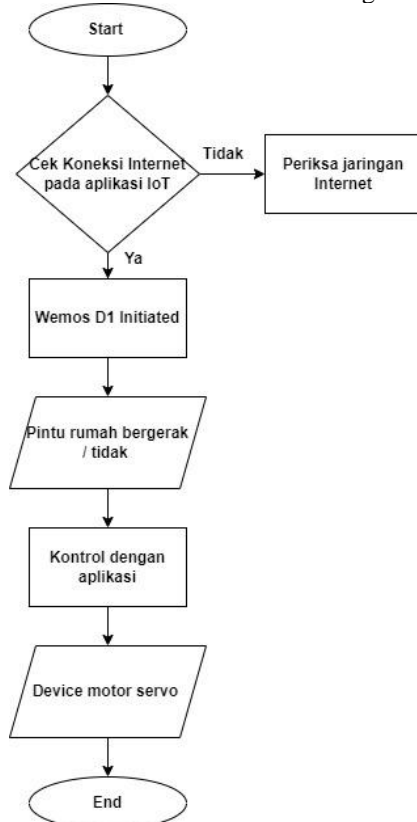 Start
Cek Koneksi Internet
pada aplikasi IoT
Tidak
Periksa jaringan
Internet
Ya
Wemos D1 Initiated
Pintu rumah bergerak
/ tidak
Kontrol dengan
aplikasi
Device motor servo
End